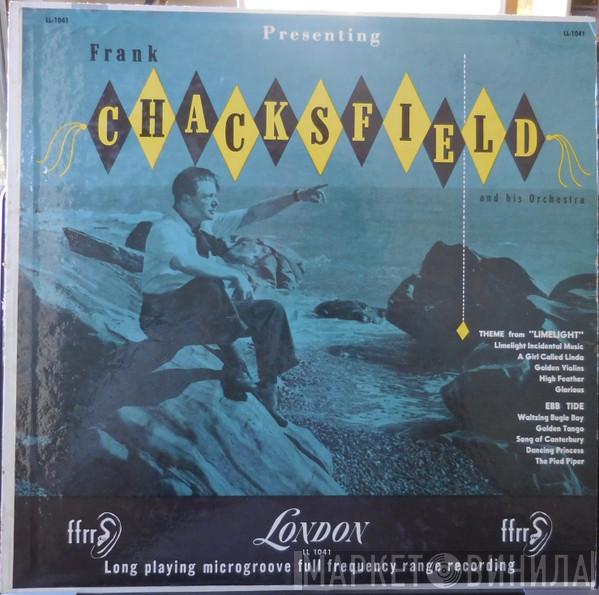 LL-1041
LL-1041
Presenting
Frank
CHACKSFIELD
and his Orchestra
THEME from "LIMELIGHT"
Limelight Incidental Music
A Girl Called Linda
Golden Violins
High Feather
Glorious
EBB TIDE
Waltzing Bugle Boy
Golden Tango
Song of Canterbury
Dancing Princess
The Pied Piper
ffrr
LONDON
ffrr
LL 1041
Long playing microgroove full frequency range recording
МАРКЕТ ВИНИЛА